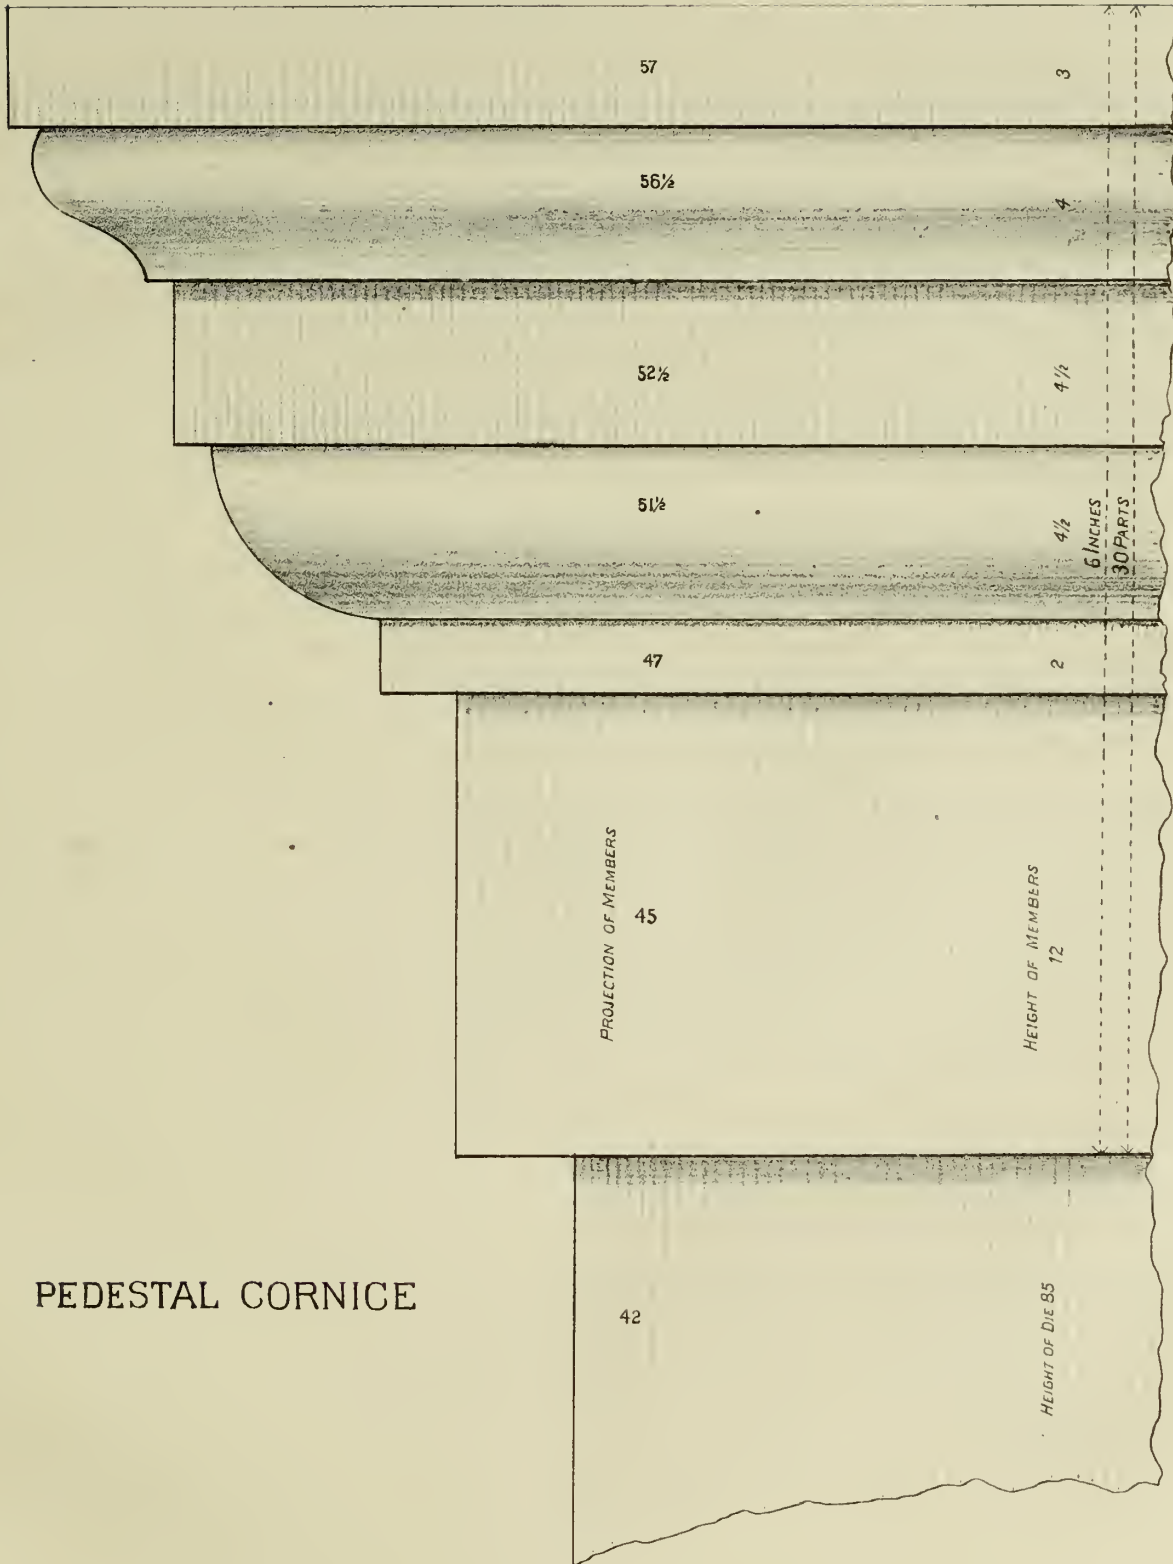 57
3
56½
4
52½
4½
51½
4½
6 INCHES
30 PARTS
47
2
PROJECTION OF MEMBERS
45
HEIGHT OF MEMBERS
12
PEDESTAL CORNICE
42
HEIGHT OF DIE 85